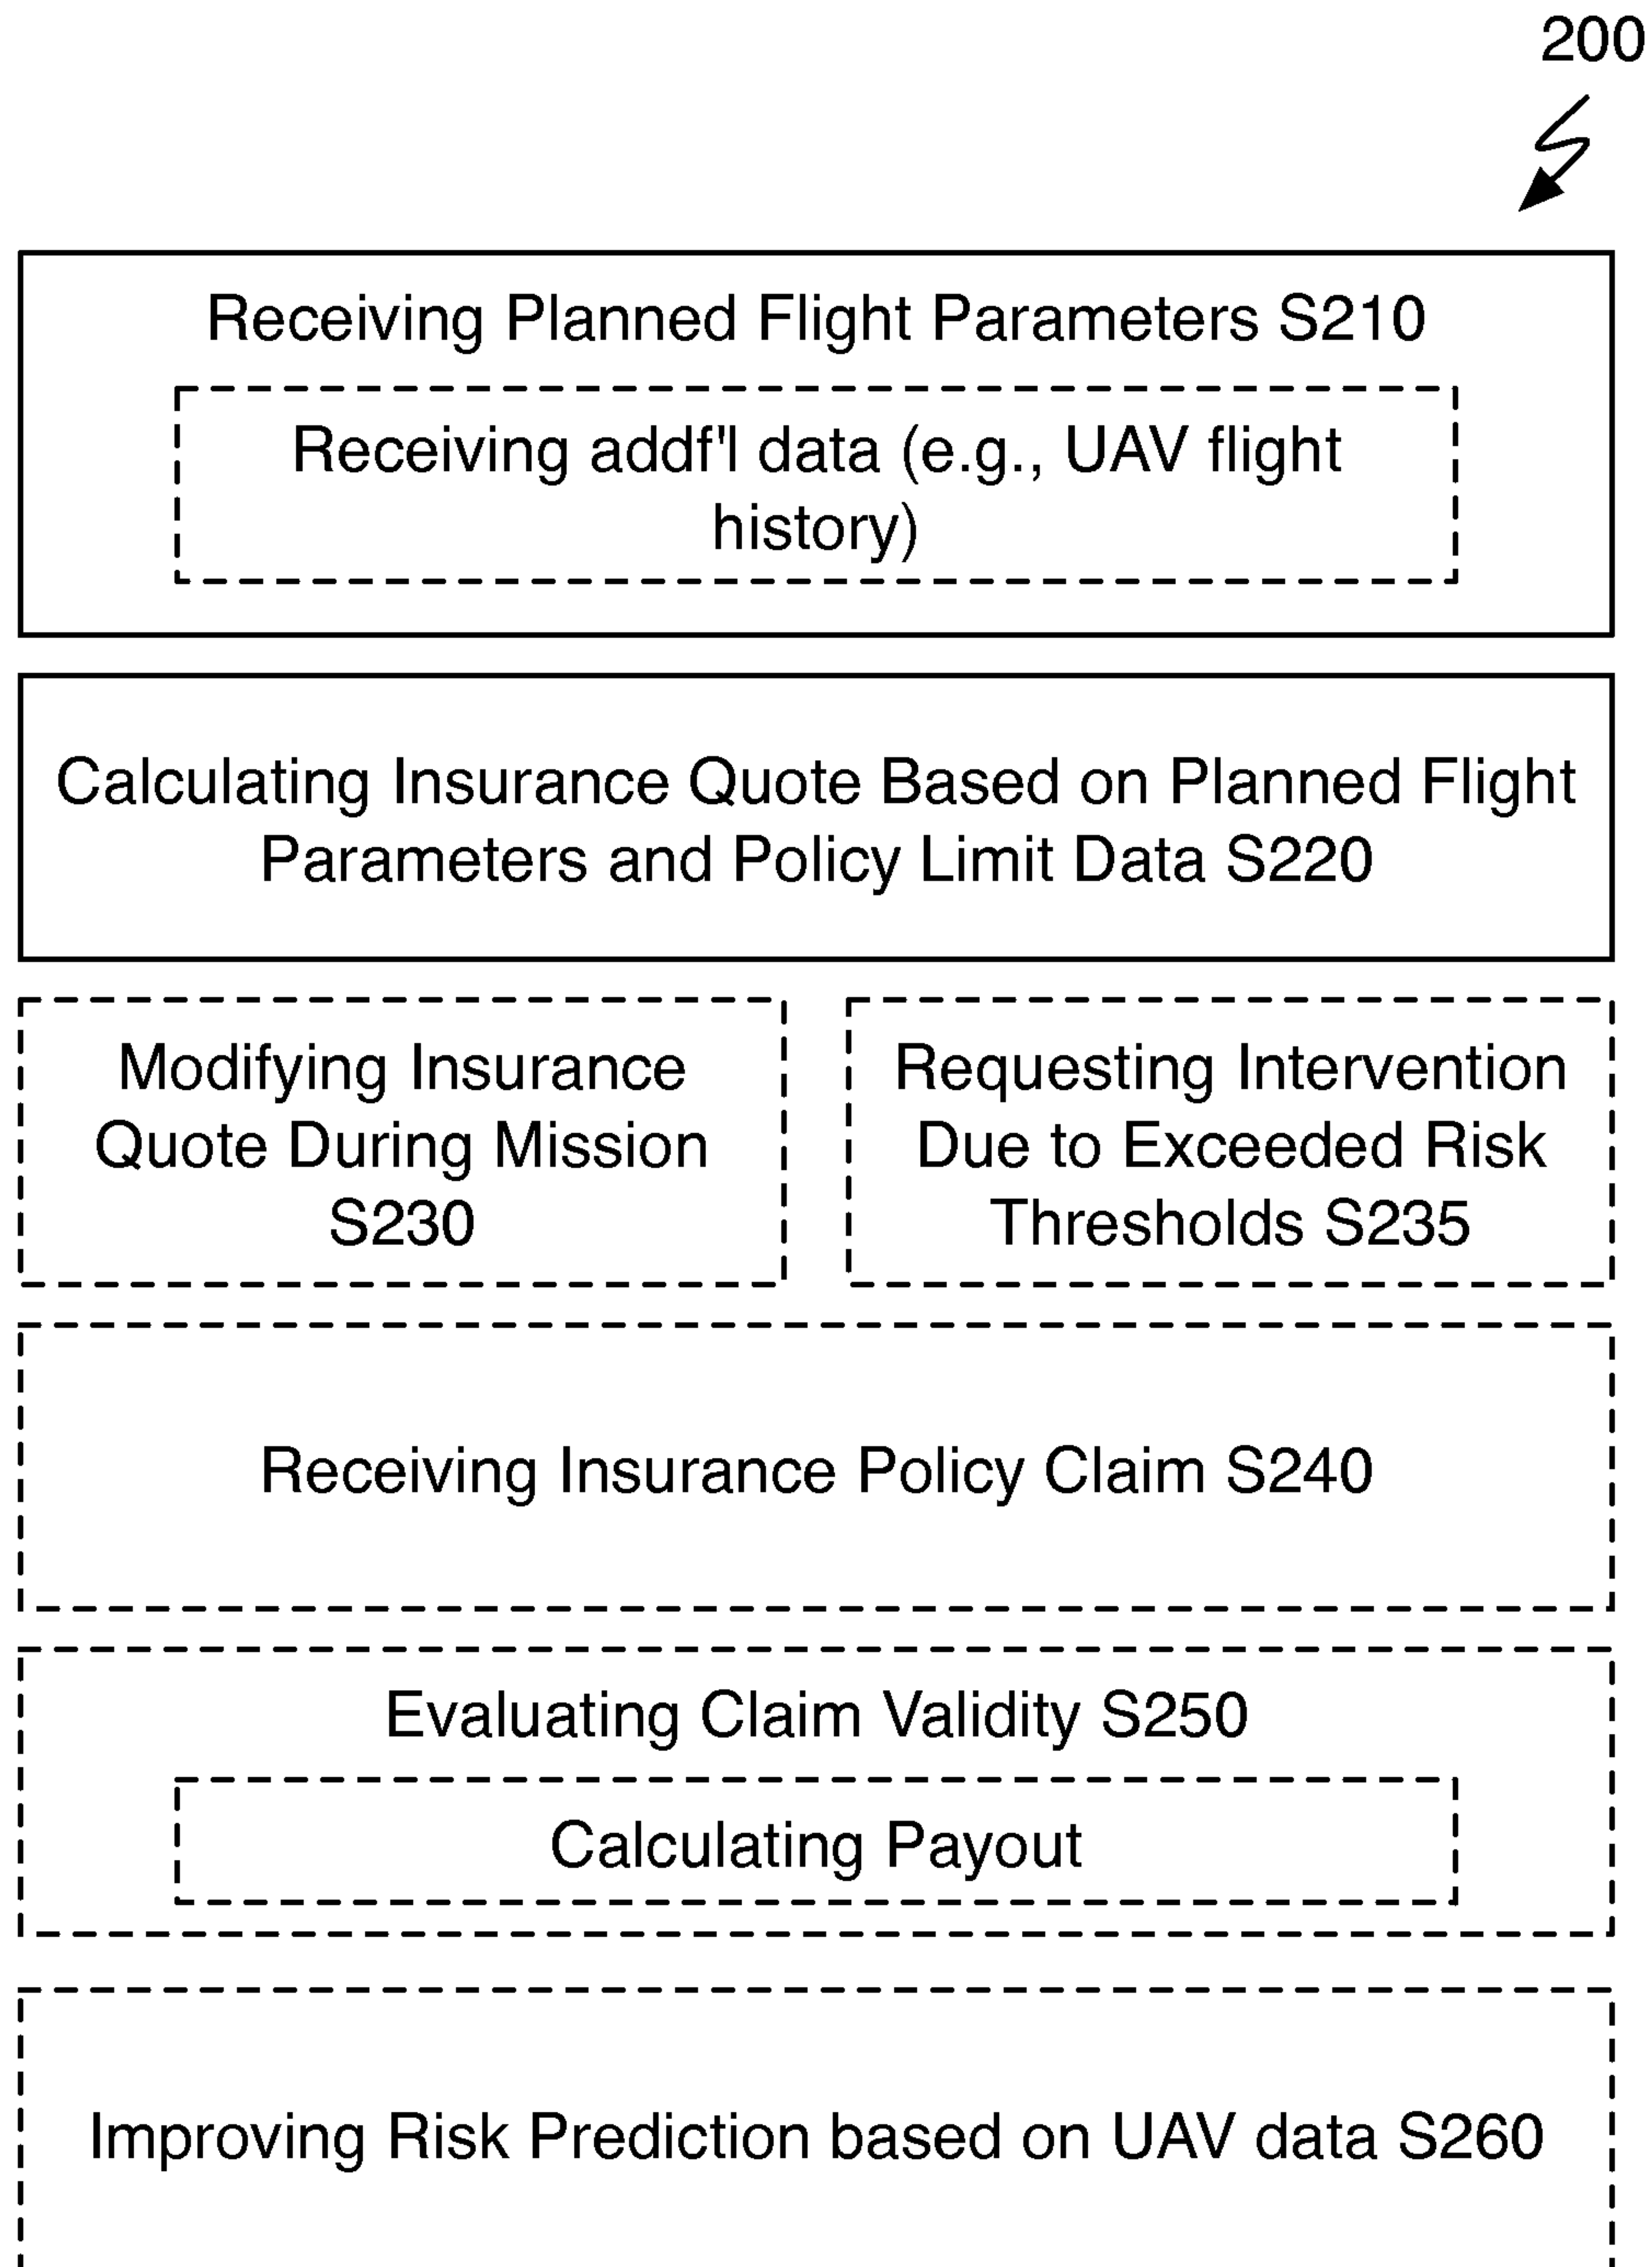 200
Receiving Planned Flight Parameters S210
Receiving addf'l data (e.g., UAV flight
history)
Calculating Insurance Quote Based on Planned Flight
Parameters and Policy Limit Data S220
Modifying Insurance
Quote During Mission
S230
Requesting Intervention
Due to Exceeded Risk
Thresholds S235
Receiving Insurance Policy Claim S240
Evaluating Claim Validity S250
Calculating Payout
Improving Risk Prediction based on UAV data S260